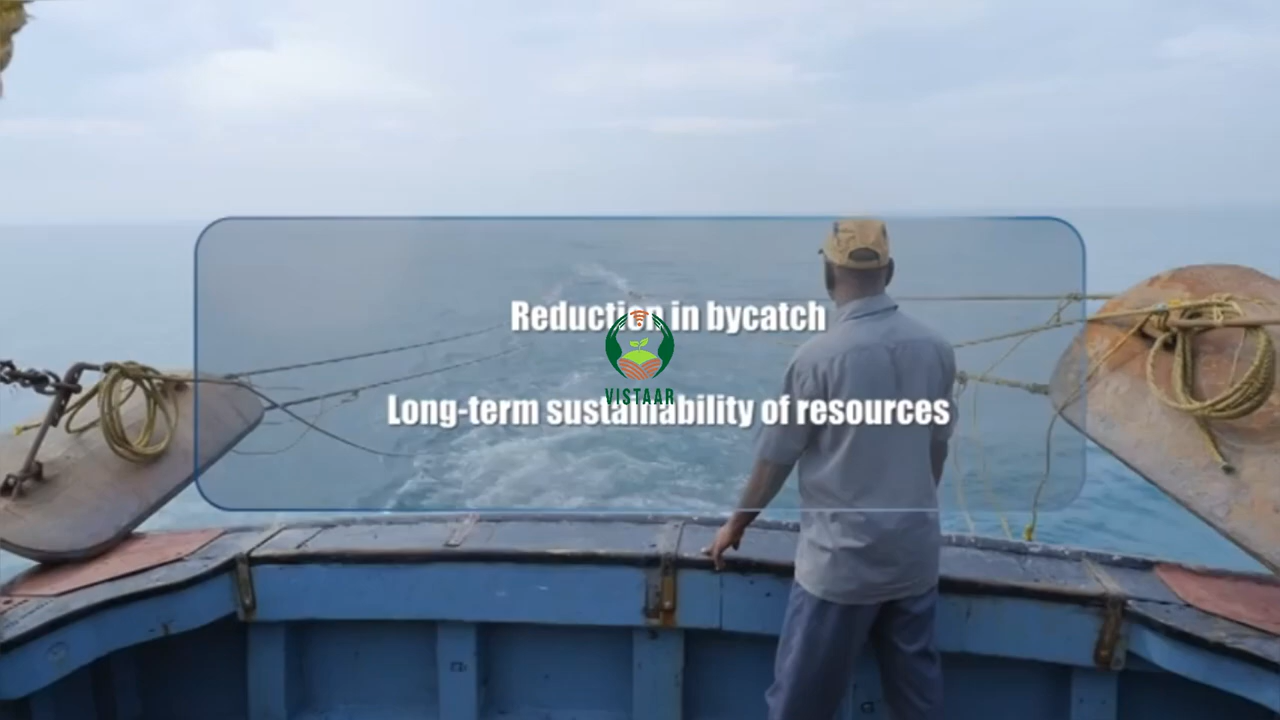 Reduction in bycatch
VISTAAR
Long-term sustainability of resources